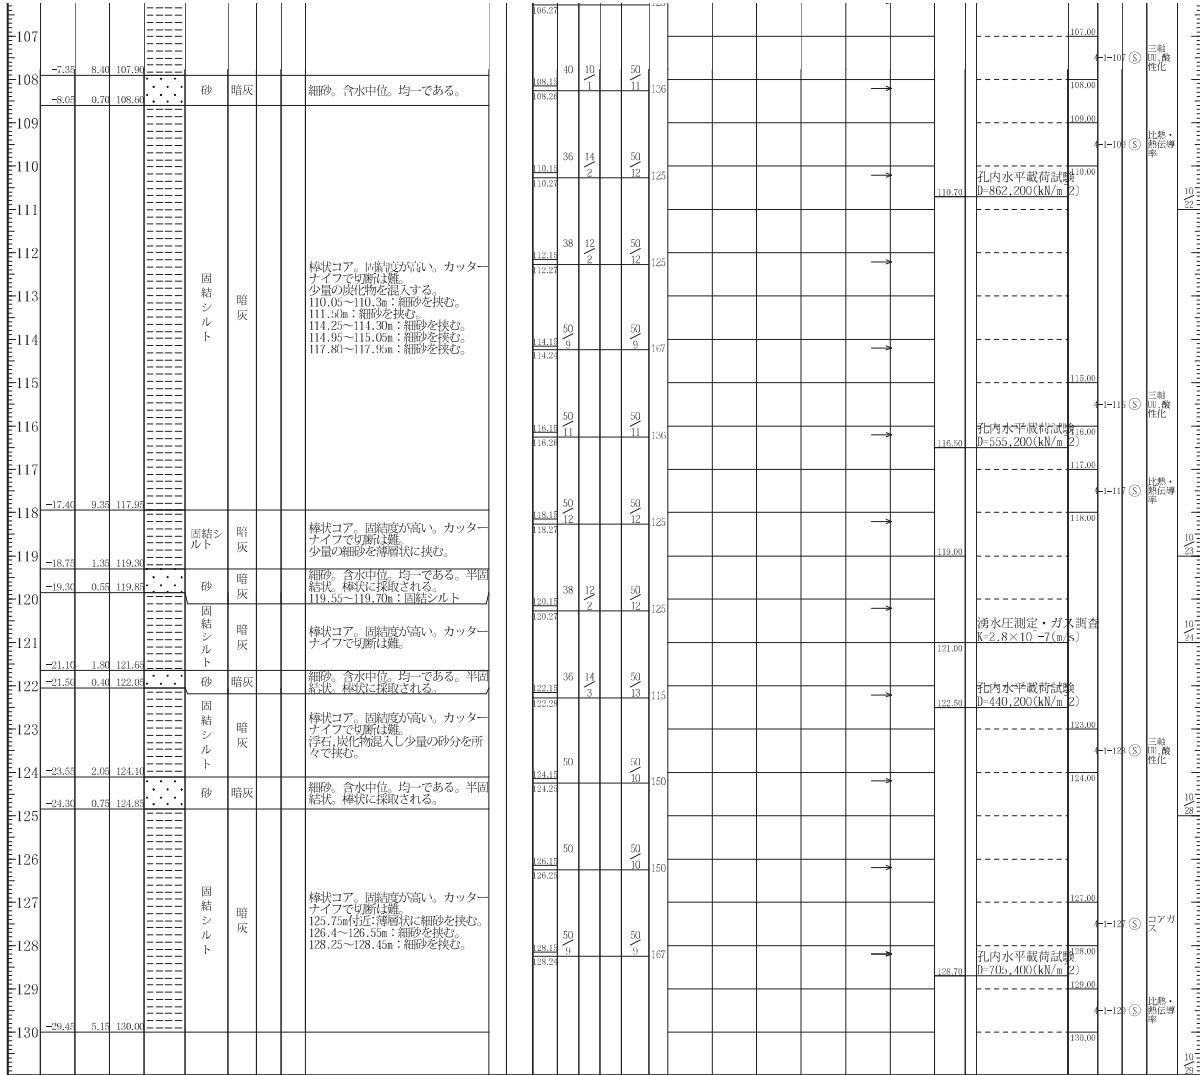 106.27
125
107
107.00
4-1-107 Ⓢ 三軸
UU,酸
性化
-7.35 8.40 107.90
108
108.00
40 10/1 50/11
108.15
108.26
136
砂 暗灰 細砂。含水中位。均一である。
-8.05 0.70 108.60
109
109.00
4-1-109 Ⓢ 比熱・
熱伝導
率
110
110.00
36 14/2 50/12
110.15
110.27
125
孔内水平載荷試験
110.70 D=862,200(kN/m 2)
10/22
111
112
38 12/2 50/12
112.15
112.27
125
固結シルト 暗灰
棒状コア。固結度が高い。カッター
ナイフで切断は難。
少量の炭化物を混入する。
110.05~110.3m：細砂を挟む。
111.50m：細砂を挟む。
114.25~114.30m：細砂を挟む。
114.95~115.05m：細砂を挟む。
117.80~117.95m：細砂を挟む。
113
114
50/9 50/9
114.15
114.24
167
115
115.00
4-1-115 Ⓢ 三軸
UU,酸
性化
116
116.00
50/11 50/11
116.15
116.26
136
孔内水平載荷試験
116.50 D=555,200(kN/m 2)
117
117.00
4-1-117 Ⓢ 比熱・
熱伝導
率
-17.40 9.35 117.95
118
118.00
50/12 50/12
118.15
118.27
125
固結シ
ルト
暗灰
棒状コア。固結度が高い。カッター
ナイフで切断は難。
少量の細砂を薄層状に挟む。
10/23
119
119.00
-18.75 1.35 119.30
砂 暗灰
細砂。含水中位。均一である。半固
結状。棒状に採取される。
119.55~119.70m：固結シルト
-19.30 0.55 119.85
120
38 12/2 50/12
120.15
120.27
125
固結シルト 暗灰
棒状コア。固結度が高い。カッター
ナイフで切断は難。
湧水圧測定・ガス調査
K=2.8×10^-7(m/s)
10/24
121
121.00
-21.10 1.80 121.65
砂 暗灰
細砂。含水中位。均一である。半固
結状。棒状に採取される。
-21.50 0.40 122.05
122
36 14/3 50/13
122.15
122.28
115
孔内水平載荷試験
122.50 D=440,200(kN/m 2)
固結シルト 暗灰
棒状コア。固結度が高い。カッター
ナイフで切断は難。
浮石,炭化物混入し少量の砂分を所
々で挟む。
123
123.00
4-1-123 Ⓢ 三軸
UU,酸
性化
-23.55 2.05 124.10
124
124.00
50 50/10
124.15
124.25
150
砂 暗灰
細砂。含水中位。均一である。半固
結状。棒状に採取される。
-24.30 0.75 124.85
10/28
125
126
50 50/10
126.15
126.25
150
固結シルト 暗灰
棒状コア。固結度が高い。カッター
ナイフで切断は難。
125.75m付近:薄層状に細砂を挟む。
126.4~126.55m：細砂を挟む。
128.25~128.45m：細砂を挟む。
127
127.00
4-1-127 Ⓢ コアガ
ス
128
128.00
50/9 50/9
128.15
128.24
167
孔内水平載荷試験
128.70 D=705,400(kN/m 2)
129
129.00
4-1-129 Ⓢ 比熱・
熱伝導
率
-29.45 5.15 130.00
130
130.00
10/29